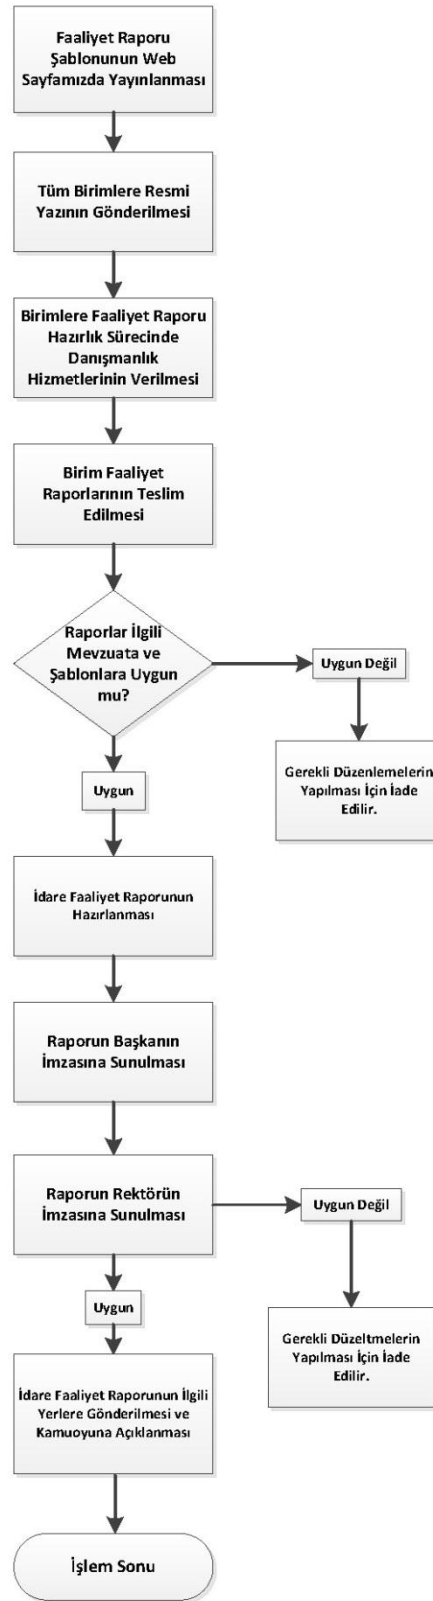 Faaliyet Raporu
Şablonunun Web
Sayfamızda Yayınlanması
Tüm Birimlere Resmi
Yazının Gönderilmesi
Birimlere Faaliyet Raporu
Hazırlık Sürecinde
Danışmanlık
Hizmetlerinin Verilmesi
Birim Faaliyet
Raporlarının Teslim
Edilmesi
Raporlar İlgili
Mevzuata ve
Şablonlara Uygun
mu?
Uygun Değil
Gerekli Düzenlemelerin
Yapılması İçin İade
Edilir.
Uygun
İdare Faaliyet Raporunun
Hazırlanması
Raporun Başkanın
İmzasına Sunulması
Raporun Rektörün
İmzasına Sunulması
Uygun Değil
Gerekli Düzeltmelerin
Yapılması İçin İade
Edilir.
Uygun
İdare Faaliyet Raporunun İlgili
Yerlere Gönderilmesi ve
Kamuoyuna Açıklanması
İşlem Sonu